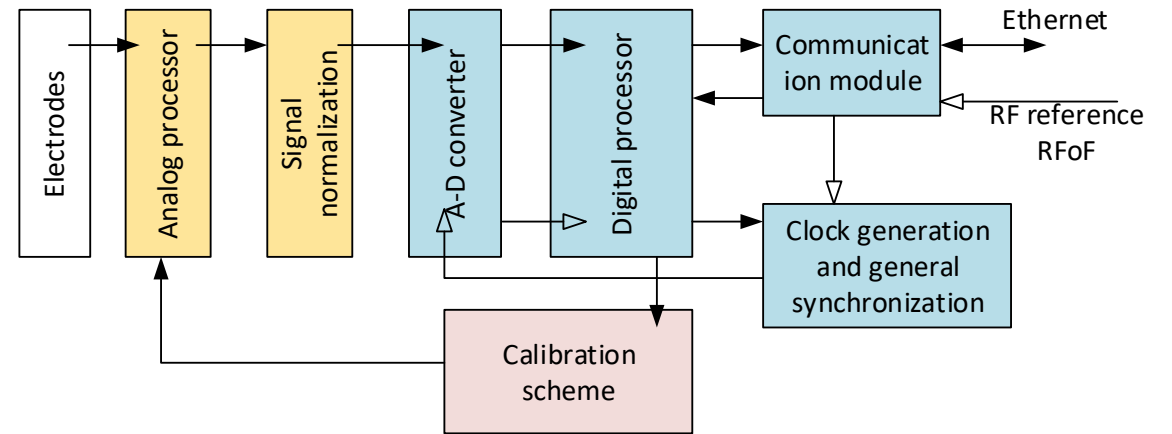 Electrodes
Analog processor
Signal
normalization
A-D converter
Digital processor
Communicat
ion module
Ethernet
RF reference
RFoF
Clock generation
and general
synchronization
Calibration
scheme